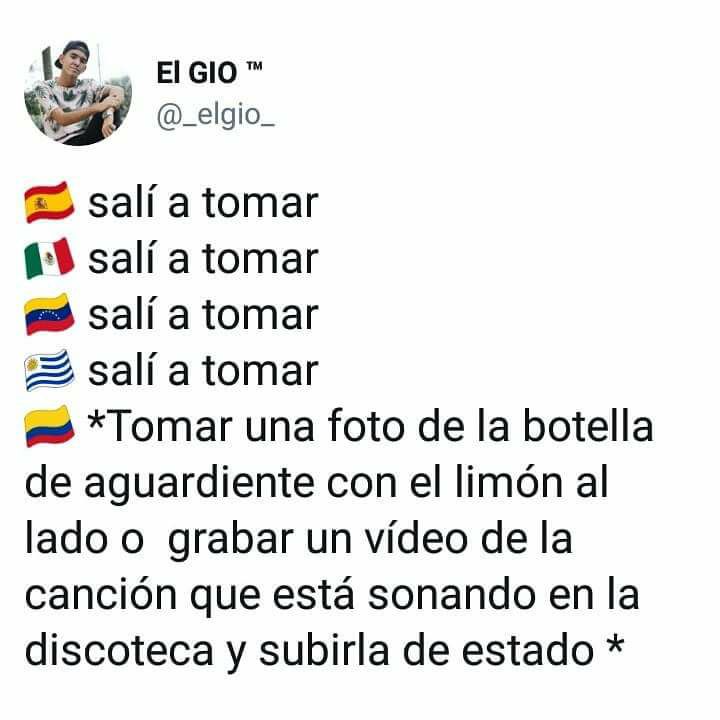 El GIO ™
@_elgio_
🇪🇸 salí a tomar
🇲🇽 salí a tomar
🇻🇪 salí a tomar
🇺🇾 salí a tomar
🇨🇴 *Tomar una foto de la botella
de aguardiente con el limón al
lado o  grabar un vídeo de la
canción que está sonando en la
discoteca y subirla de estado *